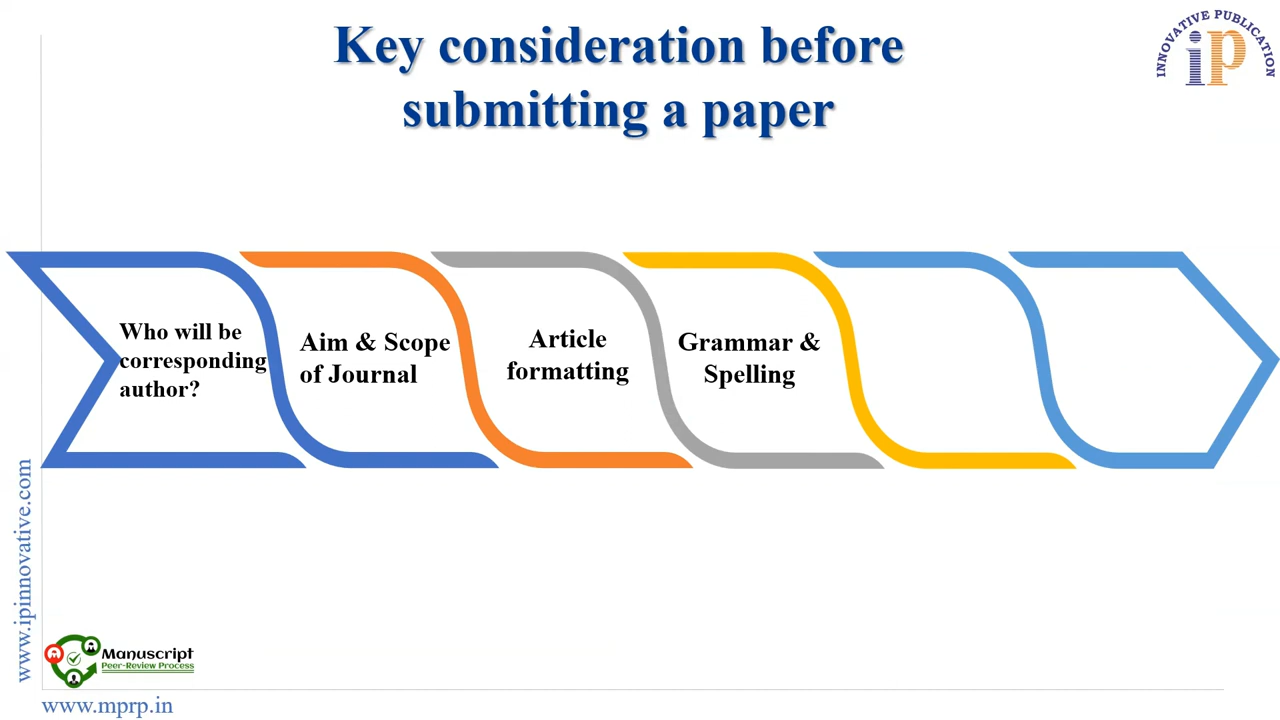 Key consideration before
submitting a paper
INNOVATIVE PUBLICATION
iP
Who will be
corresponding
author?
Aim & Scope
of Journal
Article
formatting
Grammar &
Spelling
www.ipinnovative.com
Manuscript
Peer-Review Process
www.mprp.in